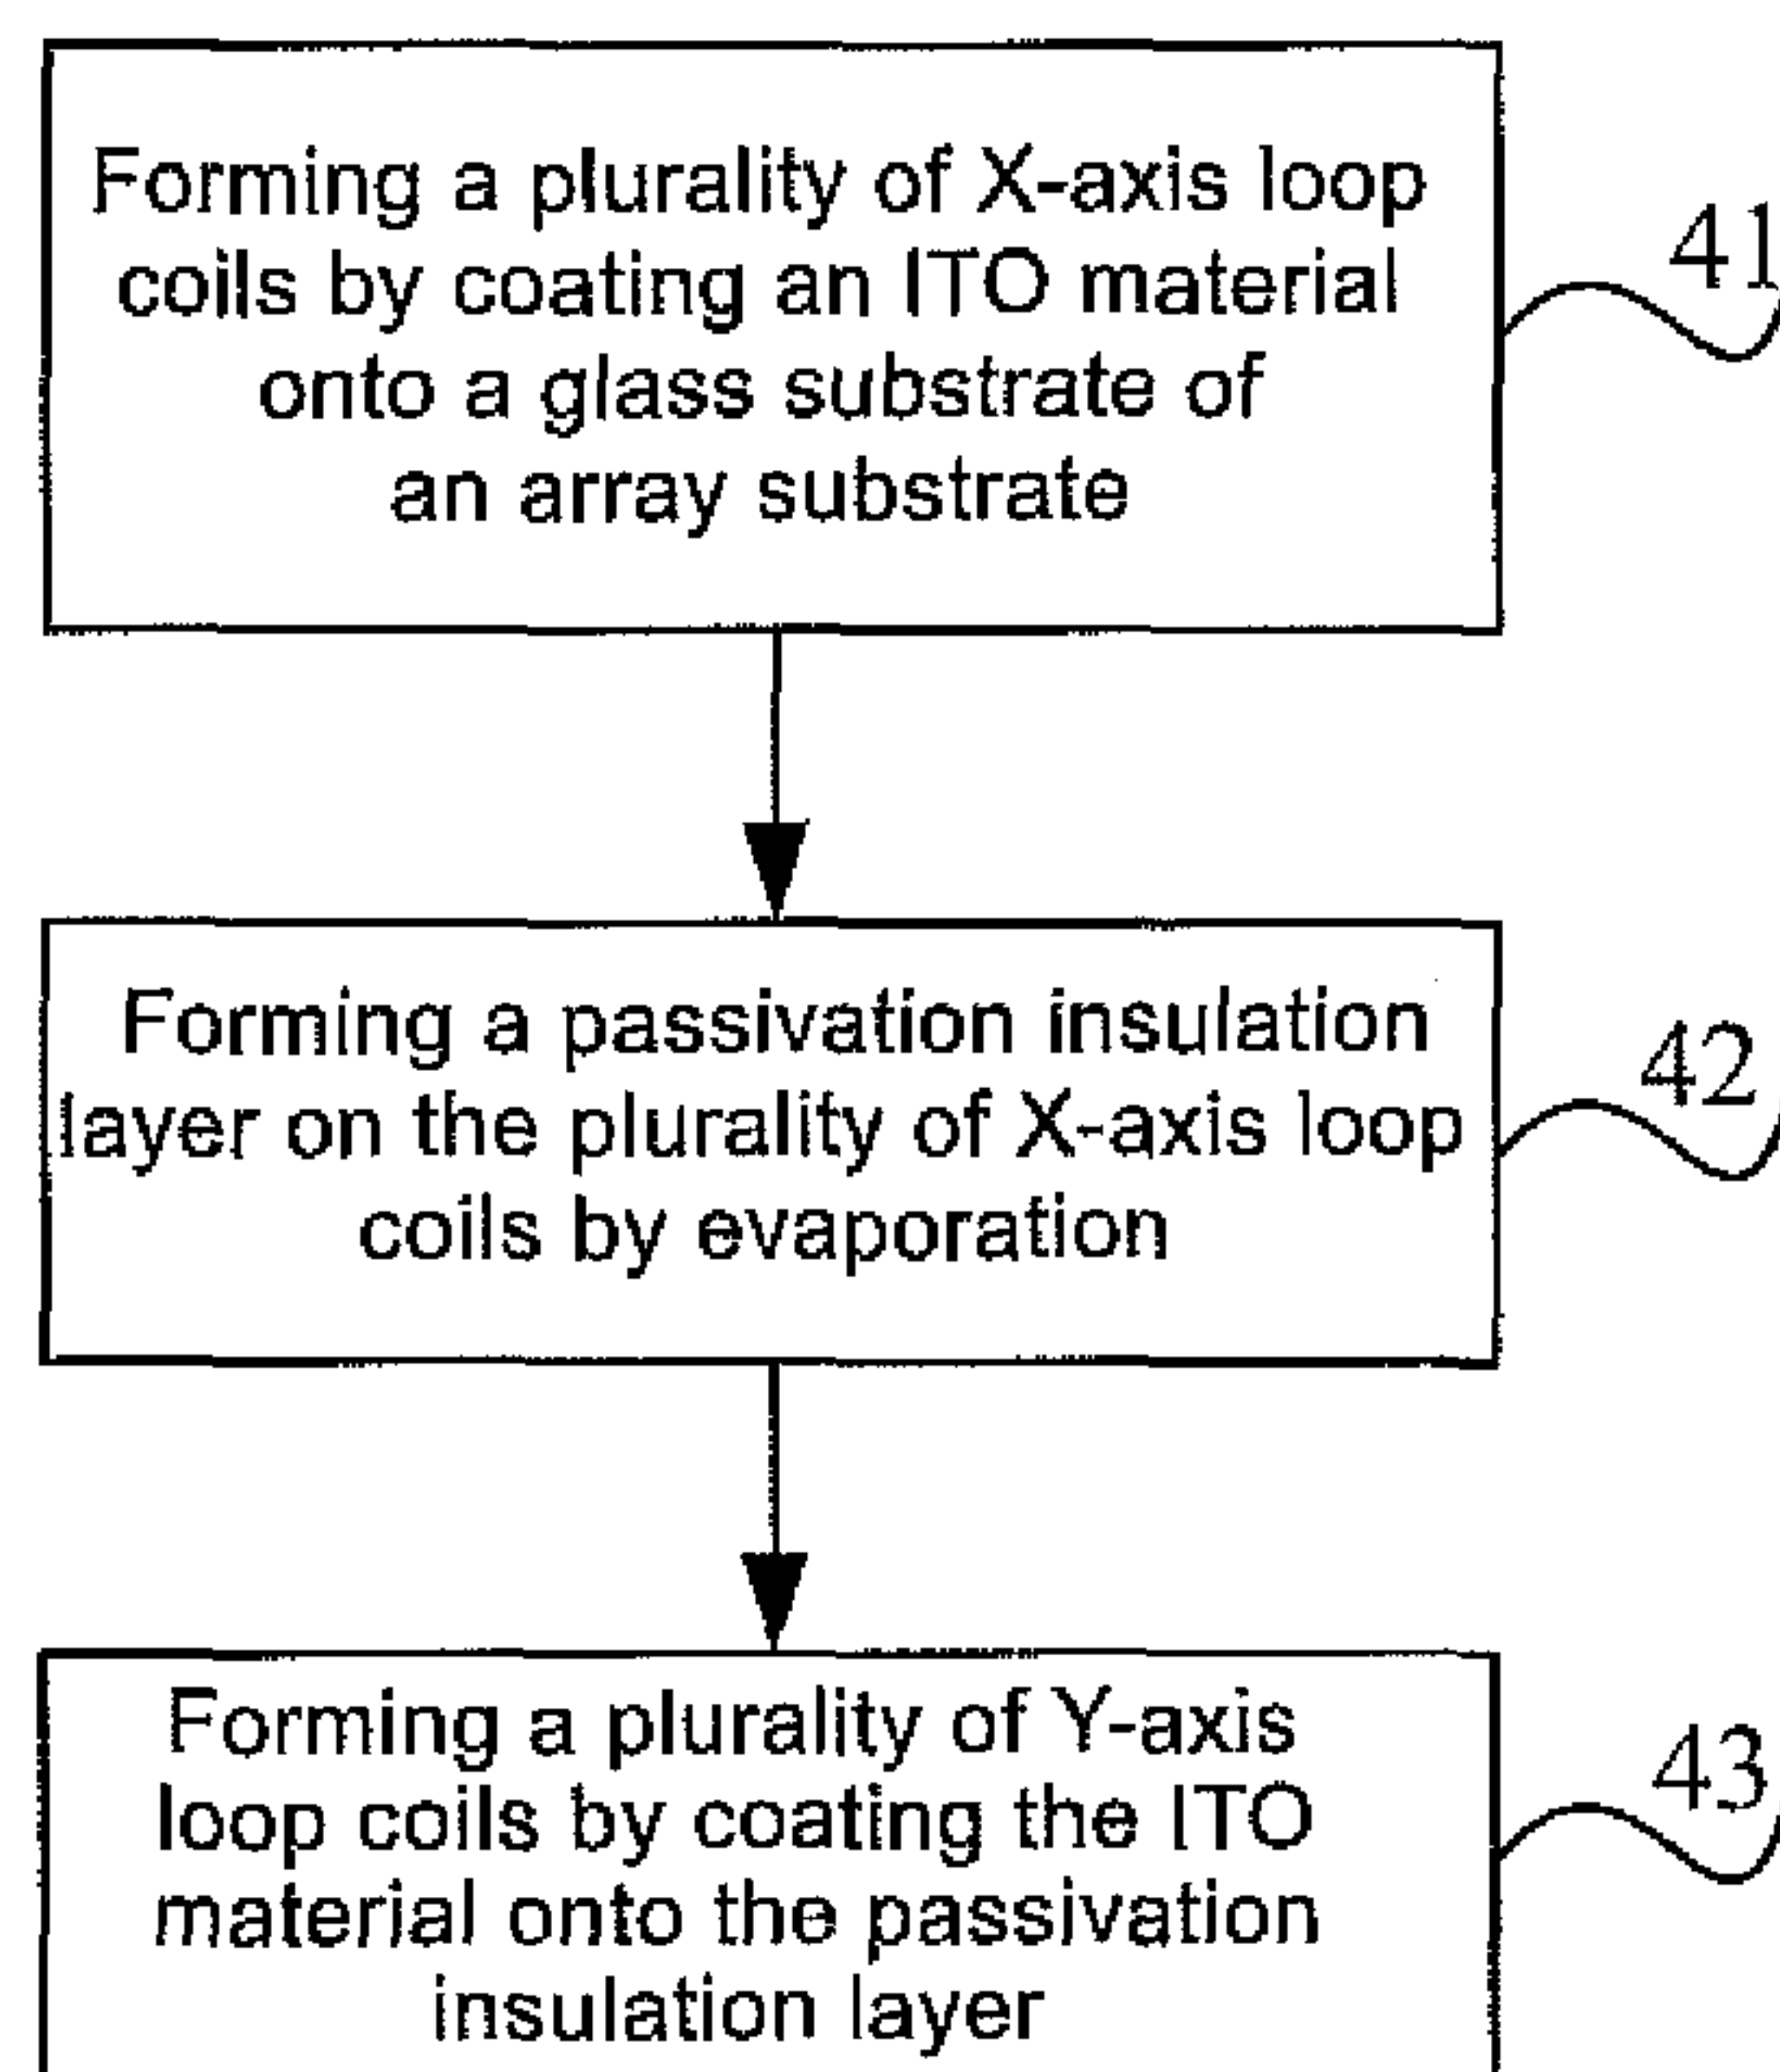 Forming a plurality of X-axis loop
coils by coating an ITO material
onto a glass substrate of
an array substrate
41
Forming a passivation insulation
layer on the plurality of X-axis loop
coils by evaporation
42
Forming a plurality of Y-axis
loop coils by coating the ITO
material onto the passivation
insulation layer
43